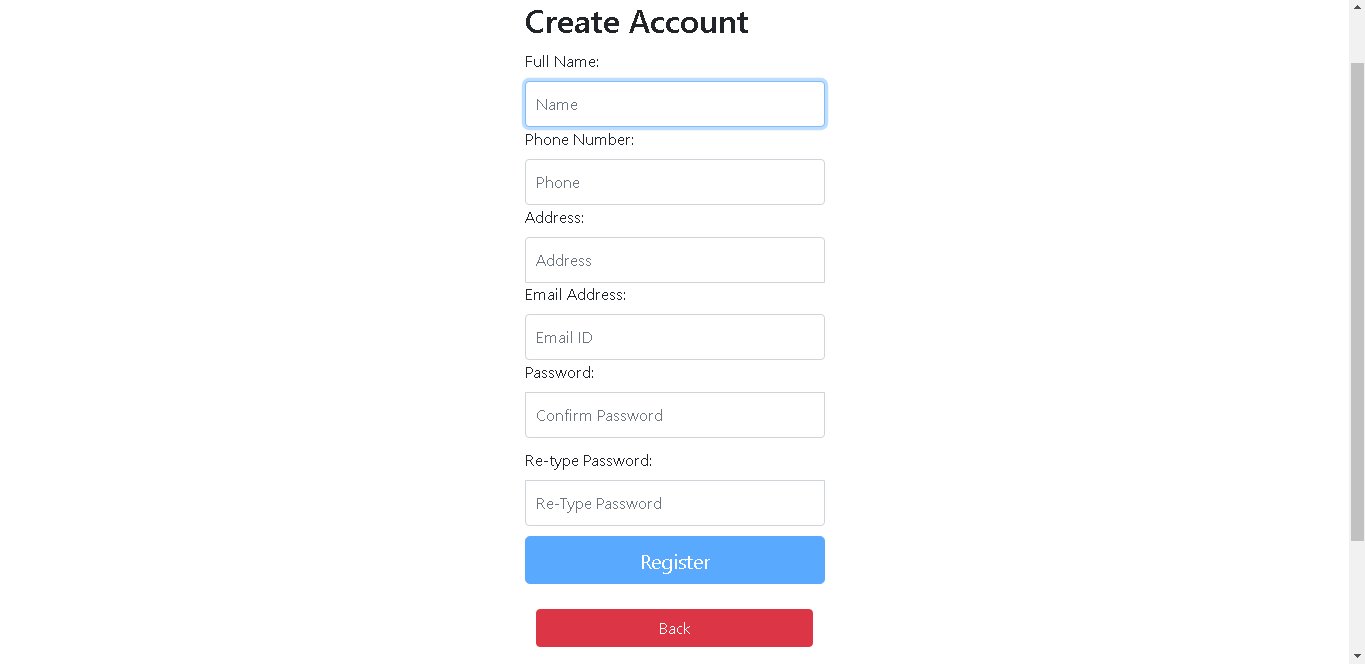 Create Account
Full Name:
Name
Phone Number:
Phone
Address:
Address
Email Address:
Email ID
Password:
Confirm Password
Re-type Password:
Re-Type Password
Register
Back